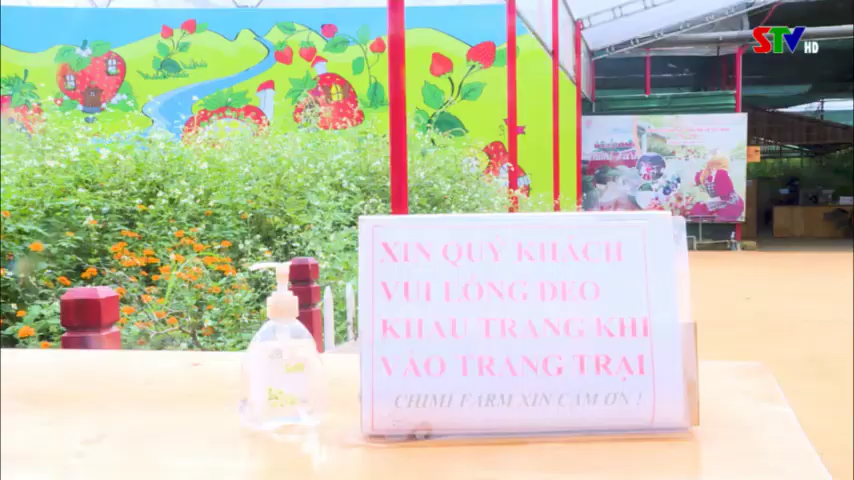 STV HD
XIN QUÝ KHÁCH
VUI LÒNG ĐEO
KHẨU TRANG KHI
VÀO TRANG TRẠI
CHIMI FARM XIN CẢM ƠN !